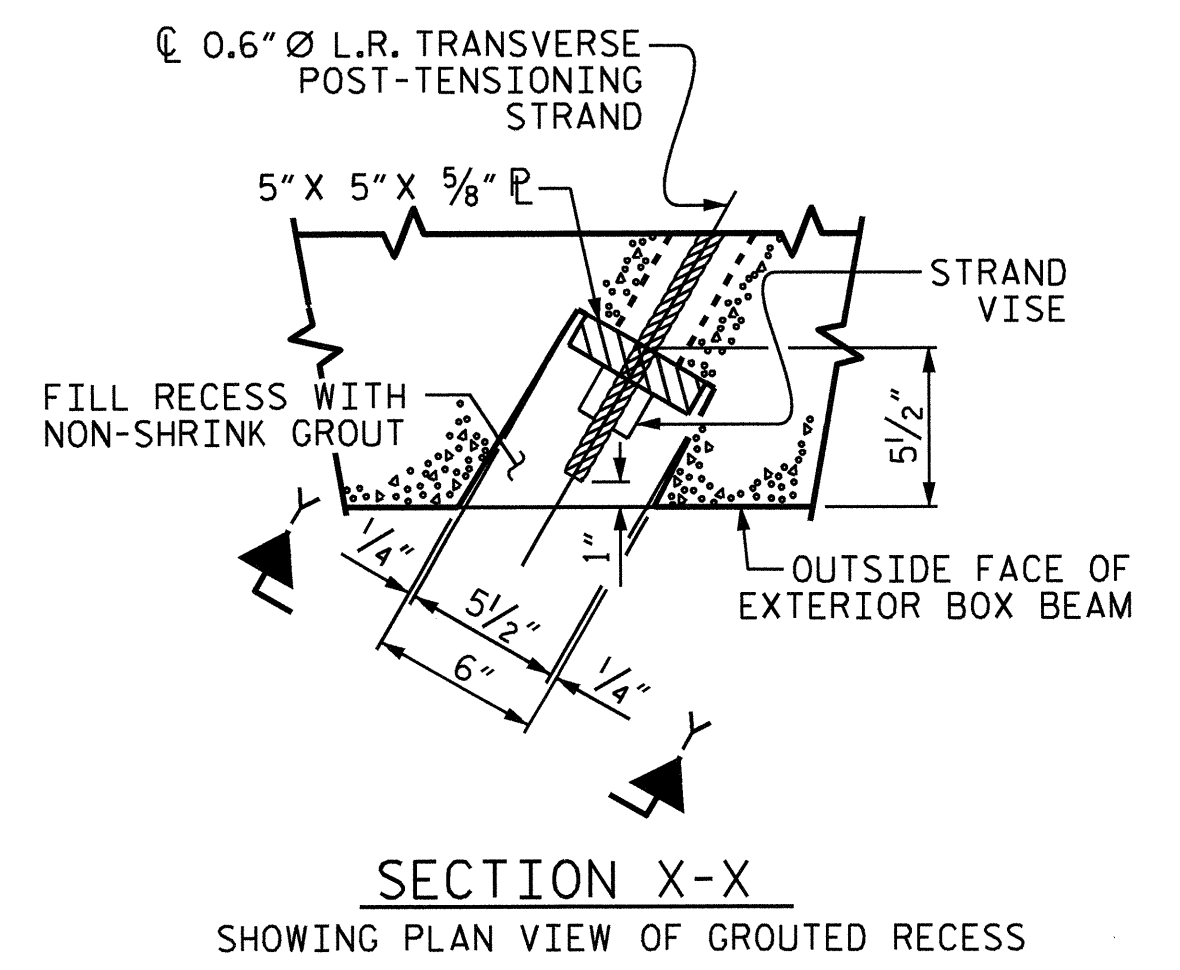 ℄ 0.6"Ø L.R. TRANSVERSE
POST-TENSIONING
STRAND
5" X 5" X 5/8" ⅊
STRAND
VISE
FILL RECESS WITH
NON-SHRINK GROUT
5 1/2"
Y
1/4"
1"
OUTSIDE FACE OF
EXTERIOR BOX BEAM
5 1/2"
6"
1/4"
Y
SECTION X-X
SHOWING PLAN VIEW OF GROUTED RECESS